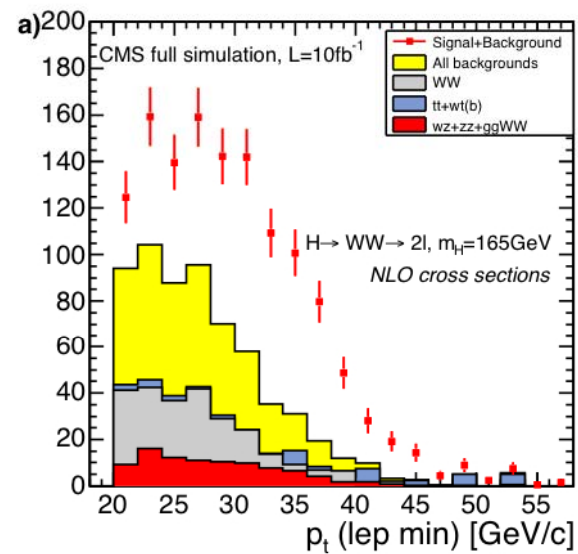 a)
CMS full simulation, L=10fb⁻¹
Signal+Background
All backgrounds
WW
tt+wt(b)
wz+zz+ggWW
H→ WW→ 2l, mH=165GeV
NLO cross sections
200
180
160
140
120
100
80
60
40
20
0
20 25 30 35 40 45 50 55
pt (lep min) [GeV/c]